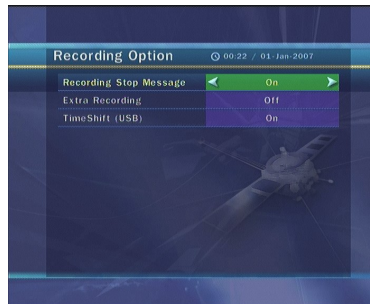 Recording Option 00:22 / 01-Jan-2007
Recording Stop Message On
Extra Recording Off
TimeShift (USB) On